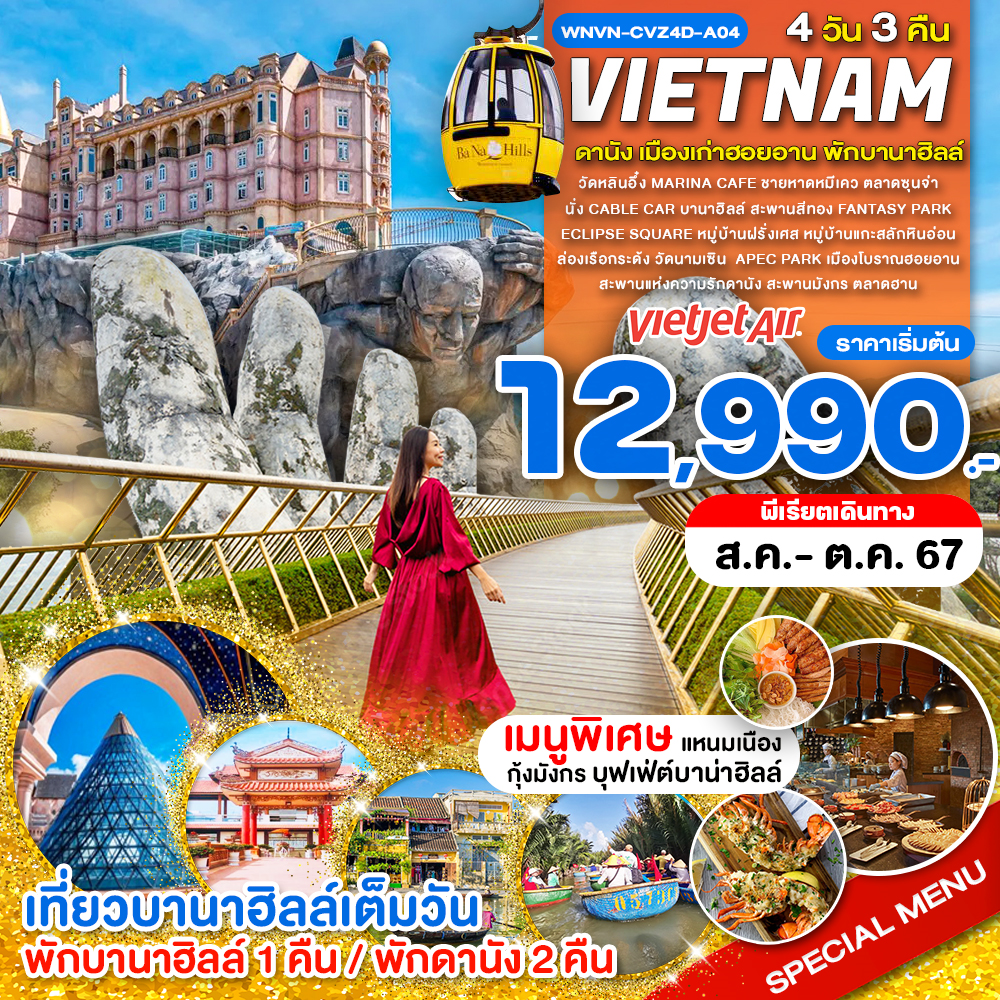 WNVN-CVZ4D-A04
4 วัน 3 คืน
VIETNAM
ดานัง เมืองเก่าฮอยอาน พักบานาฮิลล์
วัดหลินอึ๋ง MARINA CAFE ชายหาดหมีเคว ตลาดซุนจ่า
นั่ง CABLE CAR บานาฮิลล์ สะพานสีทอง FANTASY PARK
ECLIPSE SQUARE หมู่บ้านฝรั่งเศส หมู่บ้านแกะสลักหินอ่อน
ล่องเรือกระด้ง วัดนามเซิน APEC PARK เมืองโบราณฮอยอาน
สะพานแห่งความรักดานัง สะพานมังกร ตลาดฮาน
Ba Na Hills
vietjet Air
ราคาเริ่มต้น
12,990.-
พีเรียตเดินทาง
ส.ค.- ต.ค. 67
เมนูพิเศษ แหนมเนือง
กุ้งมังกร บุฟเฟ่ต์บาน่าฮิลล์
เที่ยวบานาฮิลล์เต็มวัน
พักบานาฮิลล์ 1 คืน / พักดานัง 2 คืน
SPECIAL MENU